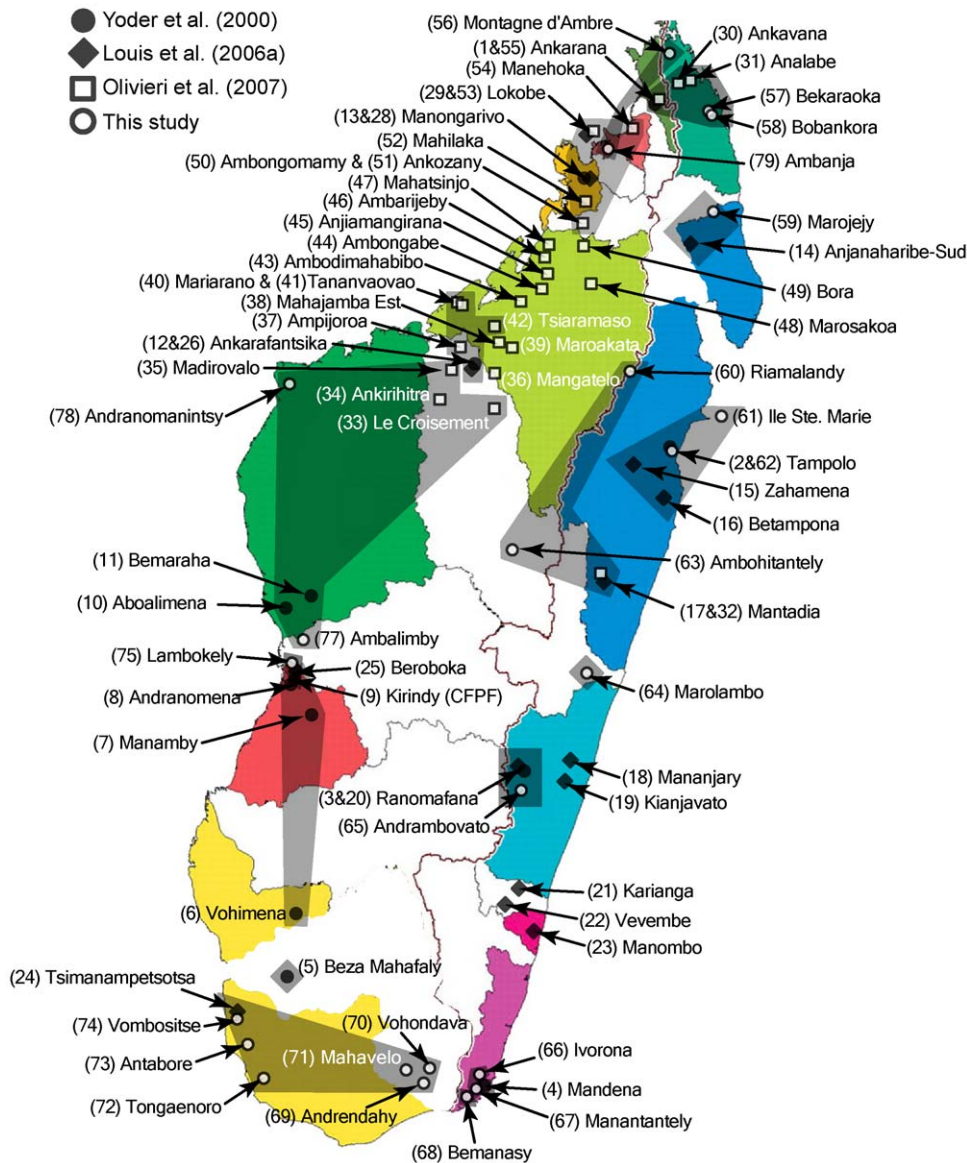 Yoder et al. (2000)
Louis et al. (2006a)
Olivieri et al. (2007)
This study
(56) Montagne d'Ambre
(1&55) Ankarana
(54) Manehoka
(29&53) Lokobe
(13&28) Manongarivo
(52) Mahilaka
(50) Ambongomamy & (51) Ankozany
(47) Mahatsinjo
(46) Ambarijeby
(45) Anjiamangirana
(44) Ambongabe
(43) Ambodimahabibo
(40) Mariarano & (41)Tananvaovao
(38) Mahajamba Est
(37) Ampijoroa
(12&26) Ankarafantsika
(35) Madirovalo
(34) Ankirihitra
(33) Le Croisement
(78) Andranomanintsy
(30) Ankavana
(31) Analabe
(57) Bekaraoka
(58) Bobankora
(79) Ambanja
(59) Marojejy
(14) Anjanaharibe-Sud
(49) Bora
(48) Marosakoa
(42) Tsiaramaso
(39) Maroakata
(36) Mangatelo
(60) Riamalandy
(61) Ile Ste. Marie
(2&62) Tampolo
(15) Zahamena
(16) Betampona
(63) Ambohitantely
(17&32) Mantadia
(11) Bemaraha
(10) Aboalimena
(77) Ambalimby
(75) Lambokely
(25) Beroboka
(8) Andranomena
(9) Kirindy (CFPF)
(7) Manamby
(64) Marolambo
(18) Mananjary
(19) Kianjavato
(3&20) Ranomafana
(65) Andrambovato
(21) Karianga
(22) Vevembe
(23) Manombo
(6) Vohimena
(5) Beza Mahafaly
(24) Tsimanampetsotsa
(74) Vombositse
(73) Antabore
(72) Tongaenoro
(70) Vohondava
(71) Mahavelo
(69) Andrendahy
(66) Ivorona
(4) Mandena
(67) Manantantely
(68) Bemanasy